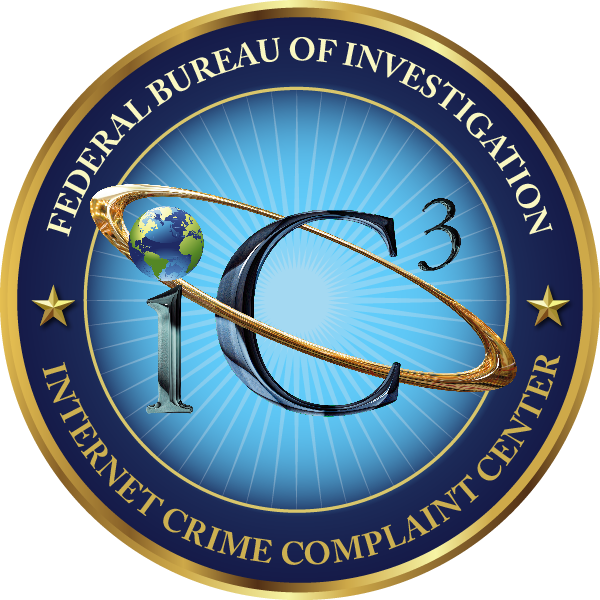 FEDERAL BUREAU OF INVESTIGATION
iC3
INTERNET CRIME COMPLAINT CENTER